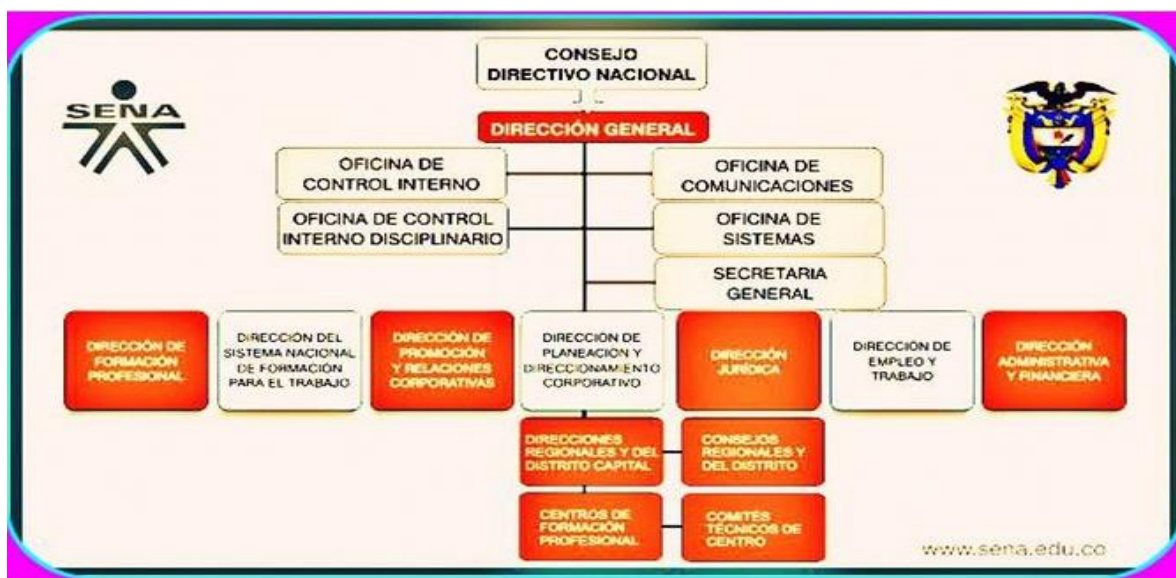 CONSEJO
DIRECTIVO NACIONAL
SENA
DIRECCIÓN GENERAL
OFICINA DE
CONTROL INTERNO
OFICINA DE
COMUNICACIONES
OFICINA DE CONTROL
INTERNO DISCIPLINARIO
OFICINA DE
SISTEMAS
SECRETARIA
GENERAL
DIRECCIÓN DE
FORMACIÓN
PROFESIONAL
DIRECCIÓN DEL
SISTEMA NACIONAL
DE FORMACIÓN
PARA EL TRABAJO
DIRECCIÓN DE
PROMOCIÓN
Y RELACIONES
CORPORATIVAS
DIRECCIÓN DE
PLANEACIÓN Y
DIRECCIONAMIENTO
CORPORATIVO
DIRECCIÓN
JURÍDICA
DIRECCIÓN DE
EMPLEO Y
TRABAJO
DIRECCIÓN
ADMINISTRATIVA
Y FINANCIERA
DIRECCIONES
REGIONALES Y DEL
DISTRITO CAPITAL
CONSEJOS
REGIONALES Y
DEL DISTRITO
CENTROS DE
FORMACIÓN
PROFESIONAL
COMITÉS
TÉCNICOS DE
CENTRO
www.sena.edu.co